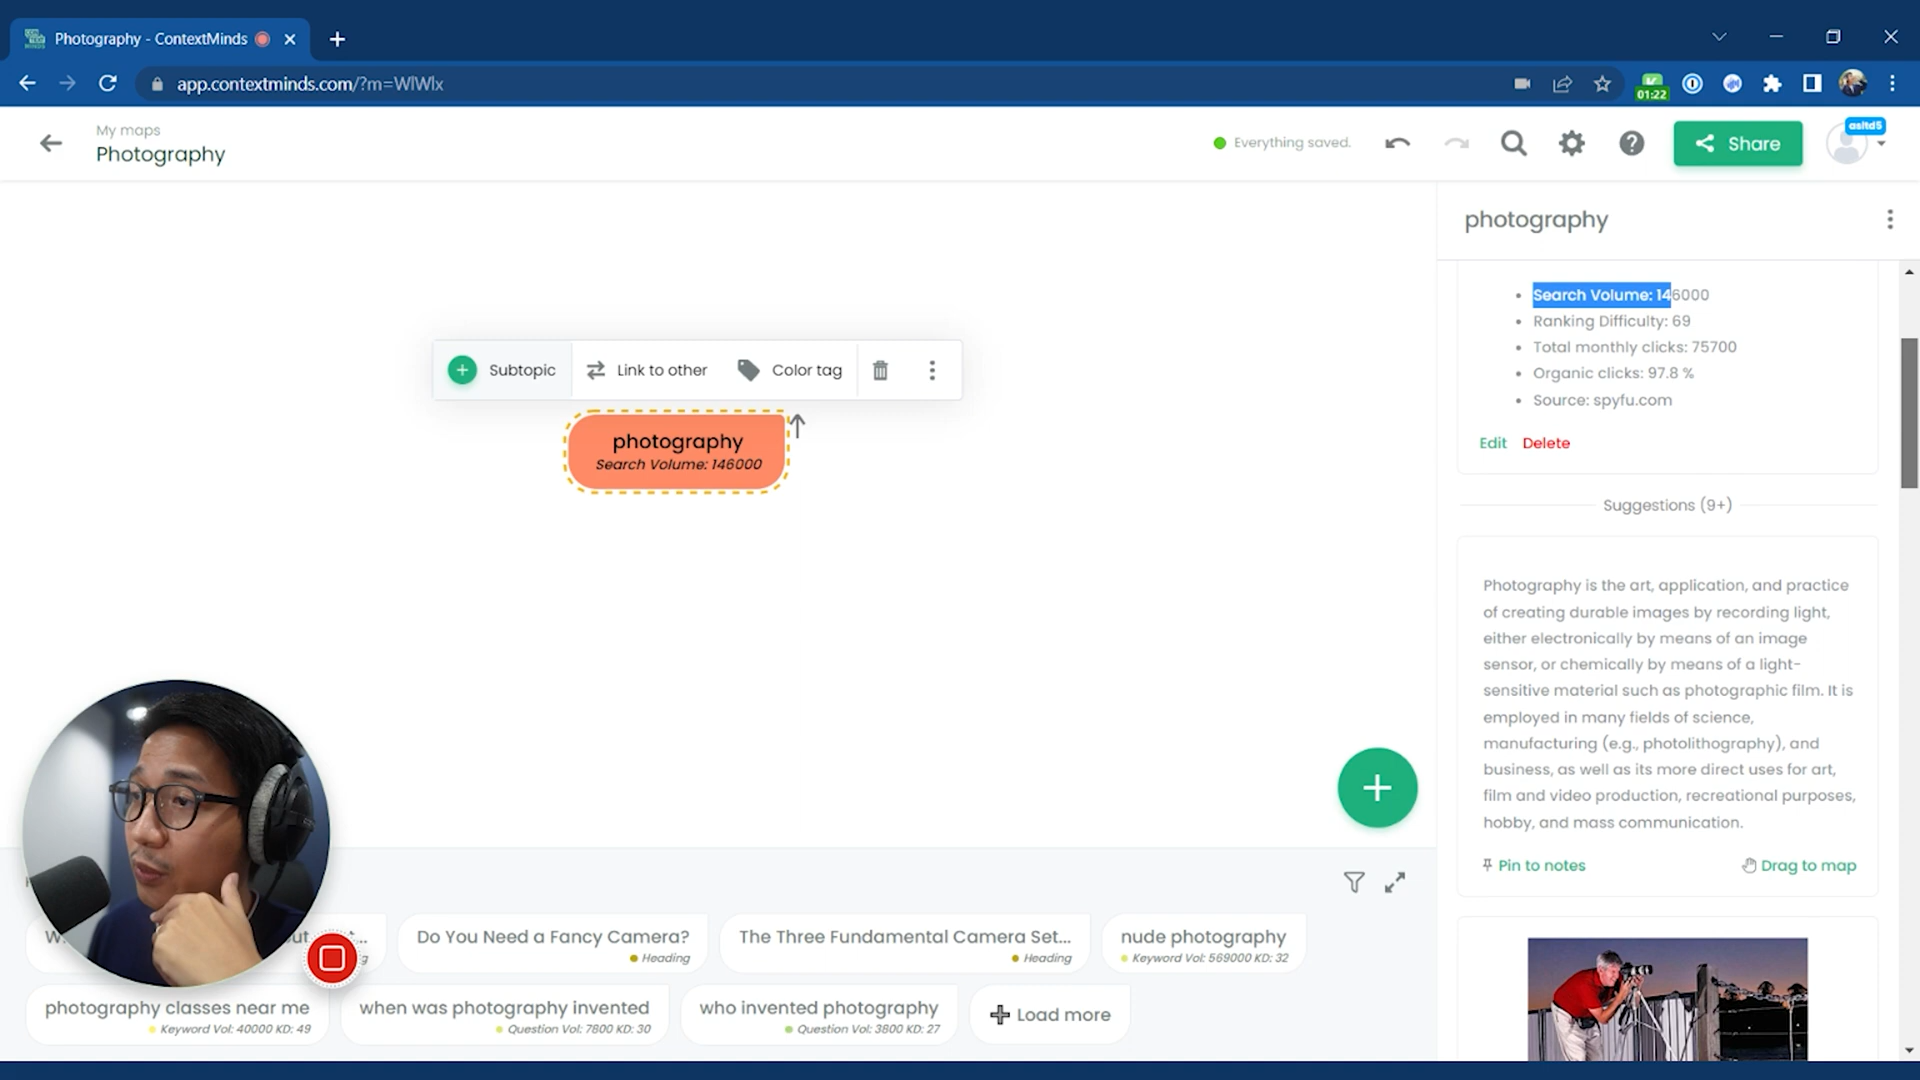 Photography - ContextMinds
app.contextminds.com/?m=WlWlx
01:22
My maps
Photography
Everything saved.
Share
asltd5
photography
Search Volume: 146000
Ranking Difficulty: 69
Total monthly clicks: 75700
Organic clicks: 97.8 %
Source: spyfu.com
Edit Delete
Subtopic
Link to other
Color tag
photography
Search Volume: 146000
Suggestions (9+)
Photography is the art, application, and practice
of creating durable images by recording light,
either electronically by means of an image
sensor, or chemically by means of a light-
sensitive material such as photographic film. It is
employed in many fields of science,
manufacturing (e.g., photolithography), and
business, as well as its more direct uses for art,
film and video production, recreational purposes,
hobby, and mass communication.
Pin to notes
Drag to map
Do You Need a Fancy Camera?
Heading
The Three Fundamental Camera Set...
Heading
nude photography
Keyword Vol: 569000 KD: 32
photography classes near me
Keyword Vol: 40000 KD: 49
when was photography invented
Question Vol: 7800 KD: 30
who invented photography
Question Vol: 3800 KD: 27
Load more